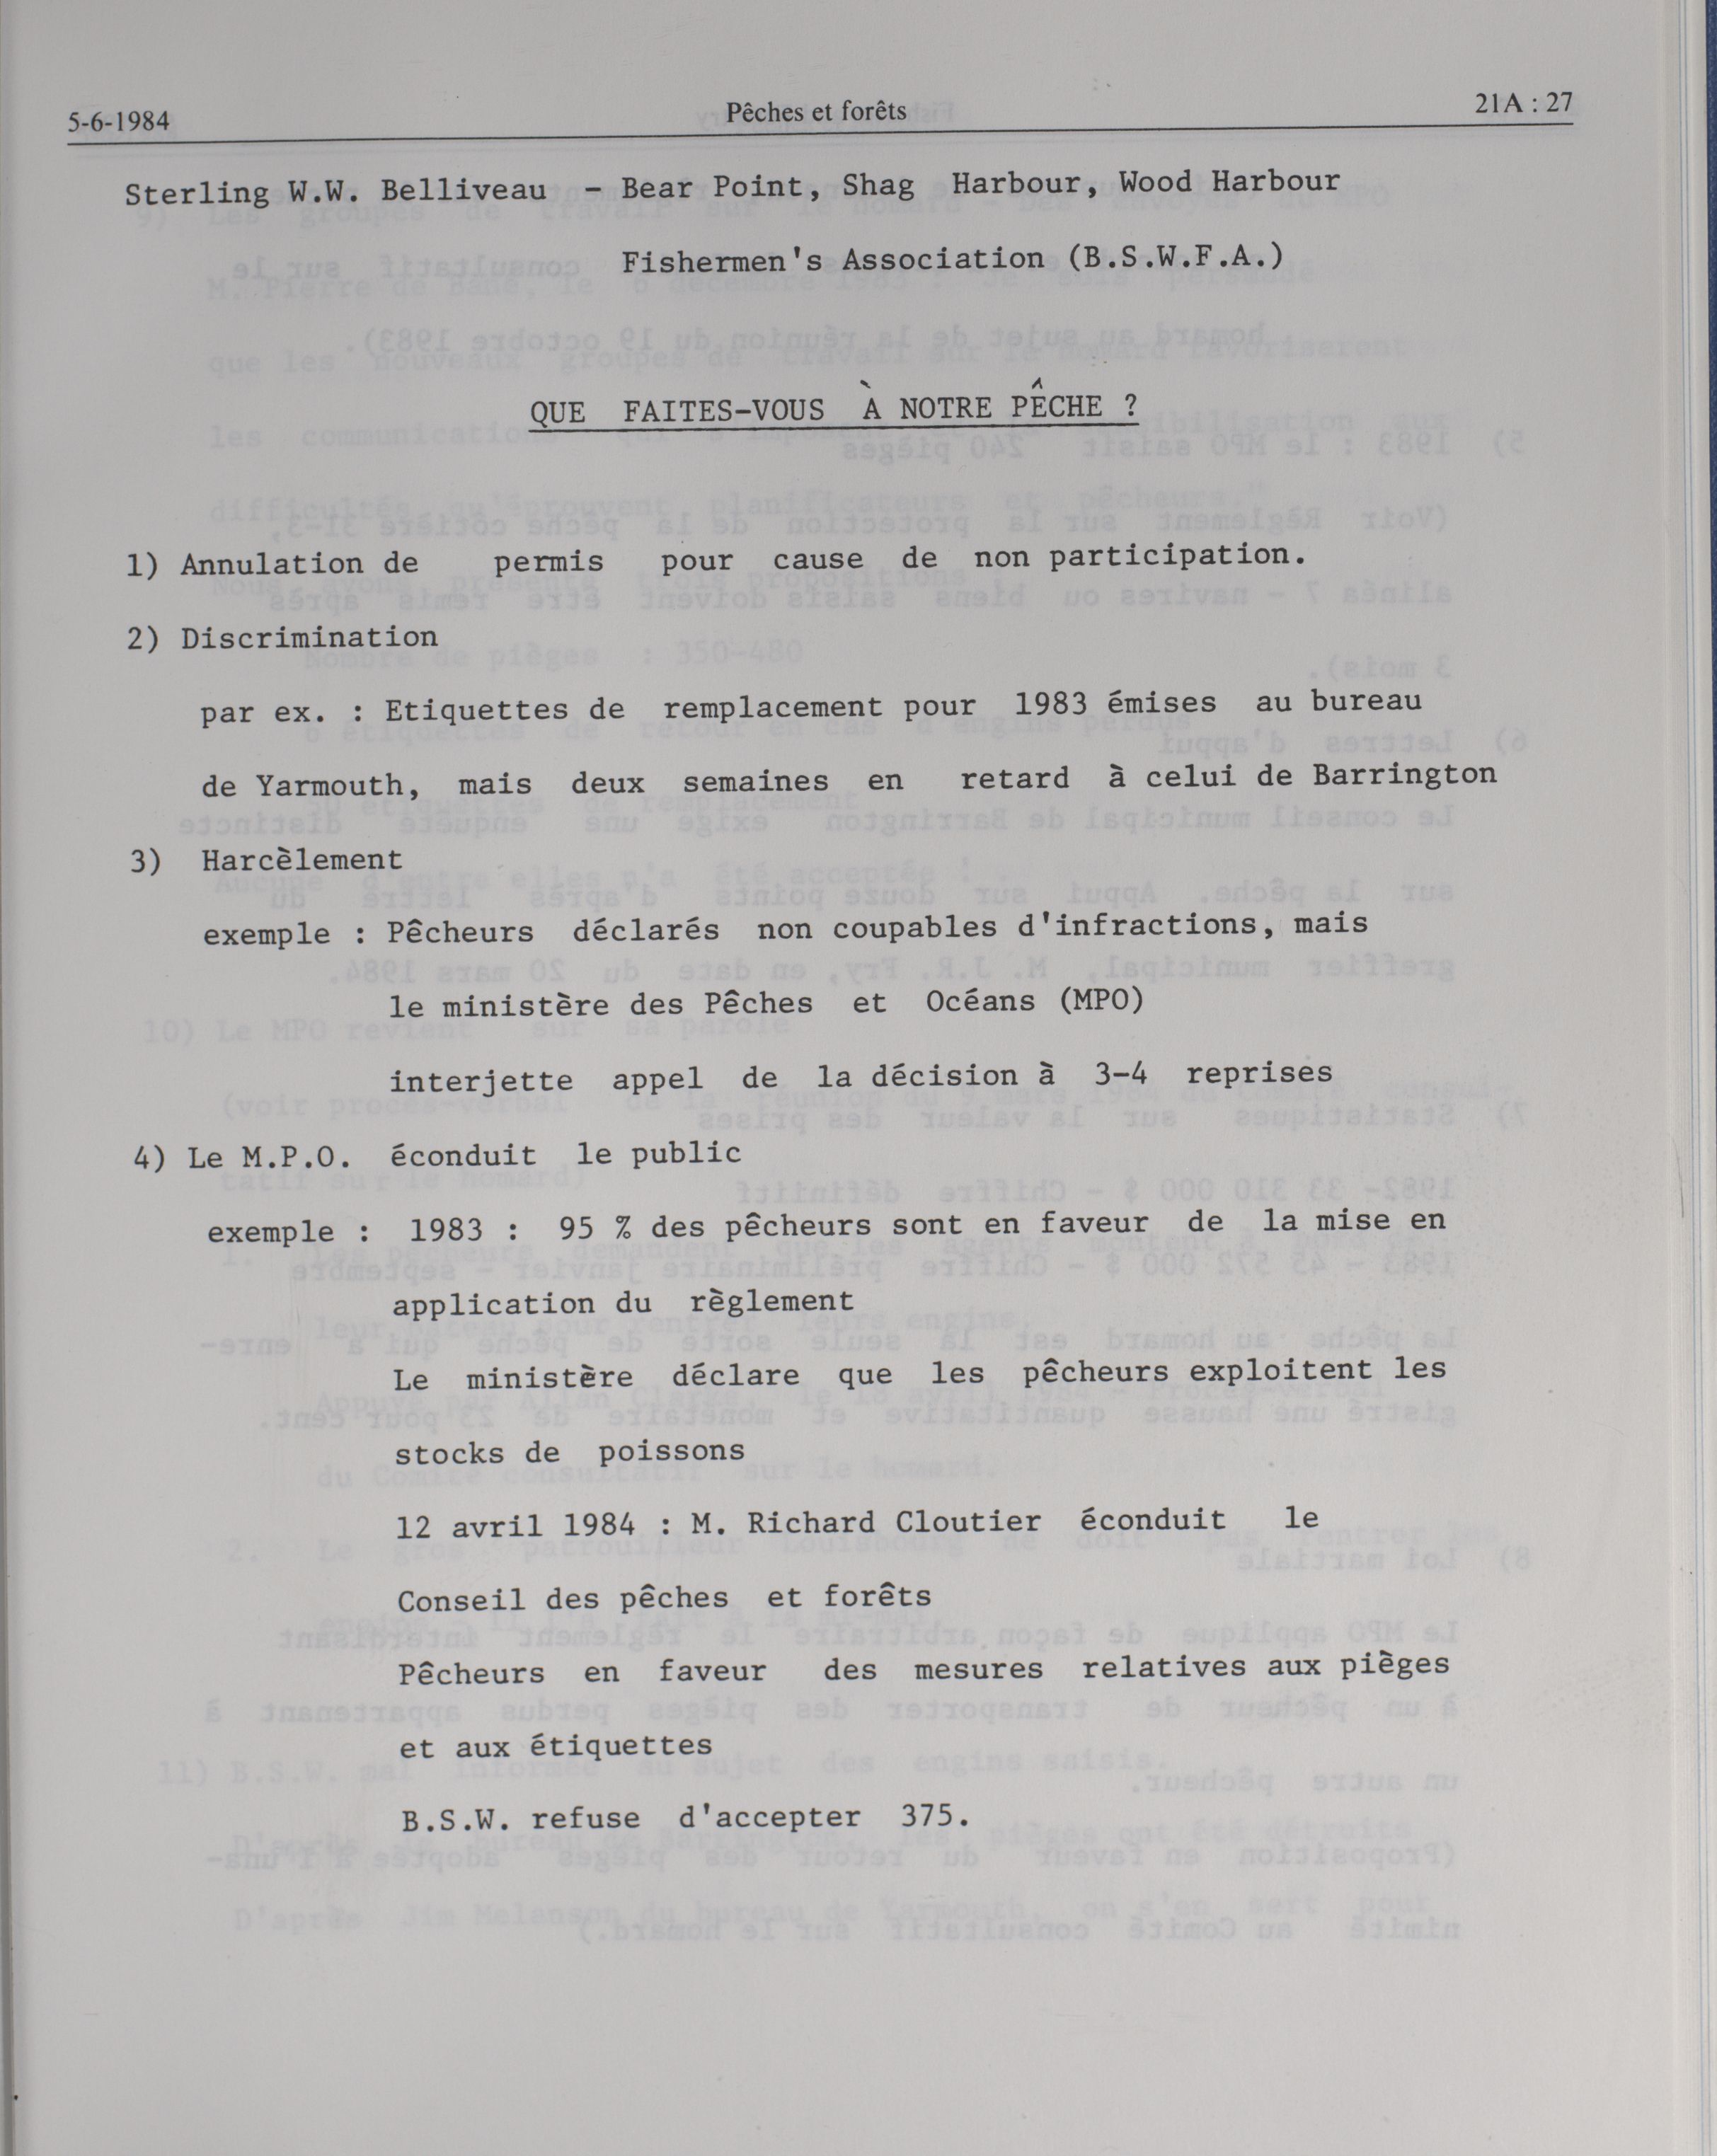 5-6-1984 Pêches et forêts 21A : 27
Sterling W.W. Belliveau - Bear Point, Shag Harbour, Wood Harbour
Fishermen's Association (B.S.W.F.A.)
QUE FAITES-VOUS À NOTRE PÊCHE ?
1) Annulation de permis pour cause de non participation.
2) Discrimination
par ex. : Etiquettes de remplacement pour 1983 émises au bureau
de Yarmouth, mais deux semaines en retard à celui de Barrington
3) Harcèlement
exemple : Pêcheurs déclarés non coupables d'infractions, mais
le ministère des Pêches et Océans (MPO)
interjette appel de la décision à 3-4 reprises
4) Le M.P.O. éconduit le public
exemple : 1983 : 95 % des pêcheurs sont en faveur de la mise en
application du règlement
Le ministère déclare que les pêcheurs exploitent les
stocks de poissons
12 avril 1984 : M. Richard Cloutier éconduit le
Conseil des pêches et forêts
Pêcheurs en faveur des mesures relatives aux pièges
et aux étiquettes
B.S.W. refuse d'accepter 375.